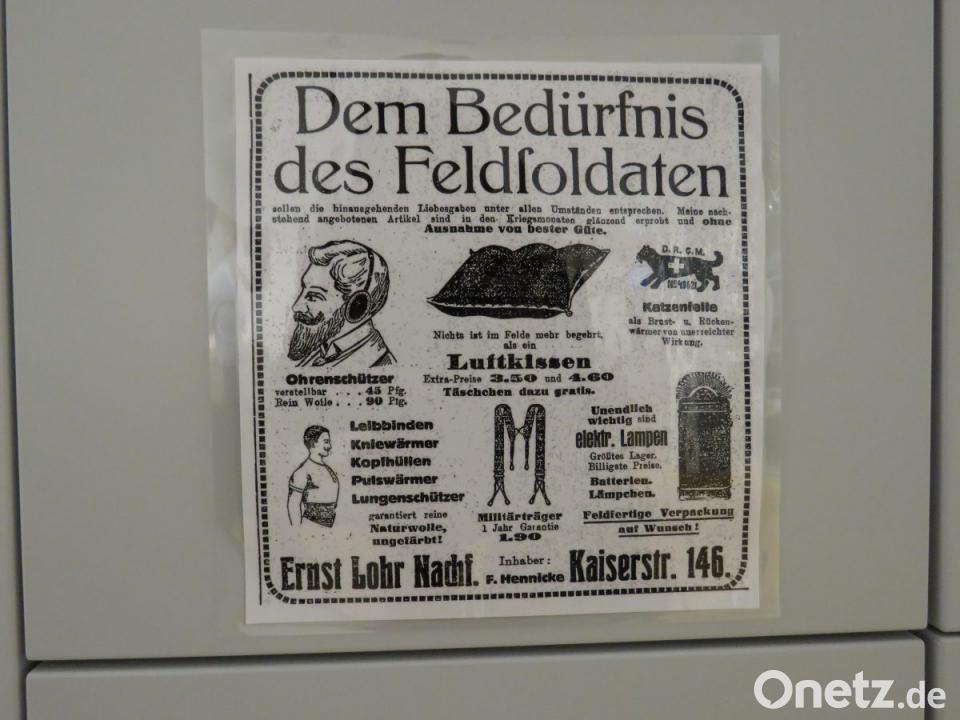 Dem Bedürfnis
des Feldſoldaten
sollen die hinausgehenden Liebesgaben unter allen Umständen entsprechen. Meine nach-
stehend angebotenen Artikel sind in den Kriegsmonaten glänzend erprobt und ohne
Ausnahme von bester Güte.
D. R. G. M.
Katzenfelle
als Brust- u. Rücken-
wärmer von unerreichter
Wirkung.
Nichts ist im Felde mehr begehrt,
als ein
Luftkissen
Extra-Preise 3.50 und 4.60
Täschchen dazu gratis.
Ohrenschützer
verstellbar . . . 45 Pfg.
Rein Wolle . . . 90 Pfg.
Leibbinden
Kniewärmer
Kopfhüllen
Pulswärmer
Lungenschützer
garantiert reine
Naturwolle,
ungefärbt!
Militärträger
1 Jahr Garantie
1.90
Unendlich
wichtig sind
elektr. Lampen
Größtes Lager.
Billigste Preise.
Batterien.
Lämpchen.
Feldfertige Verpackung
auf Wunsch!
Ernst Lohr Nachf. Inhaber: F. Hennicke Kaiserstr. 146.
Onetz.de